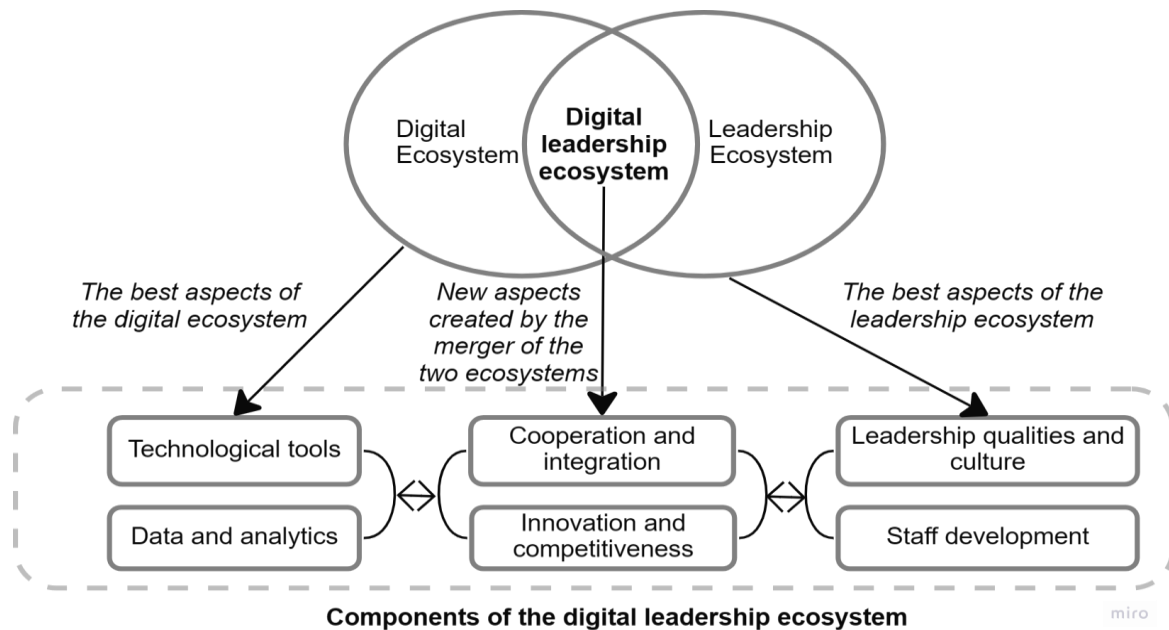 Digital
Ecosystem
Digital
leadership
ecosystem
Leadership
Ecosystem
The best aspects of
the digital ecosystem
New aspects
created by the
merger of the
two ecosystems
The best aspects of the
leadership ecosystem
Technological tools
Cooperation and
integration
Leadership qualities and
culture
Data and analytics
Innovation and
competitiveness
Staff development
Components of the digital leadership ecosystem
miro